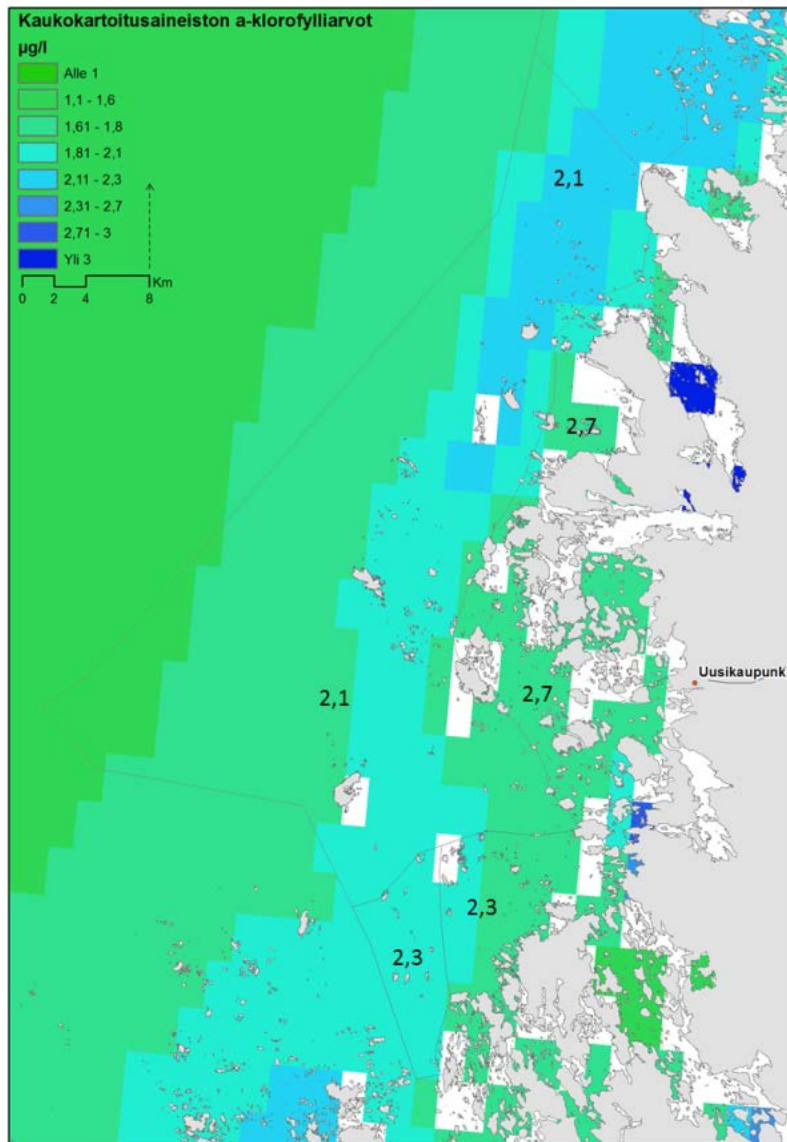 Kaukokartoitusaineiston a-klorofylliarvot
µg/l
Alle 1
1,1 - 1,6
1,61 - 1,8
1,81 - 2,1
2,11 - 2,3
2,31 - 2,7
2,71 - 3
Yli 3
Km
0 2 4 8
2,1
2,7
Uusikaupunk
2,1
2,7
2,3
2,3